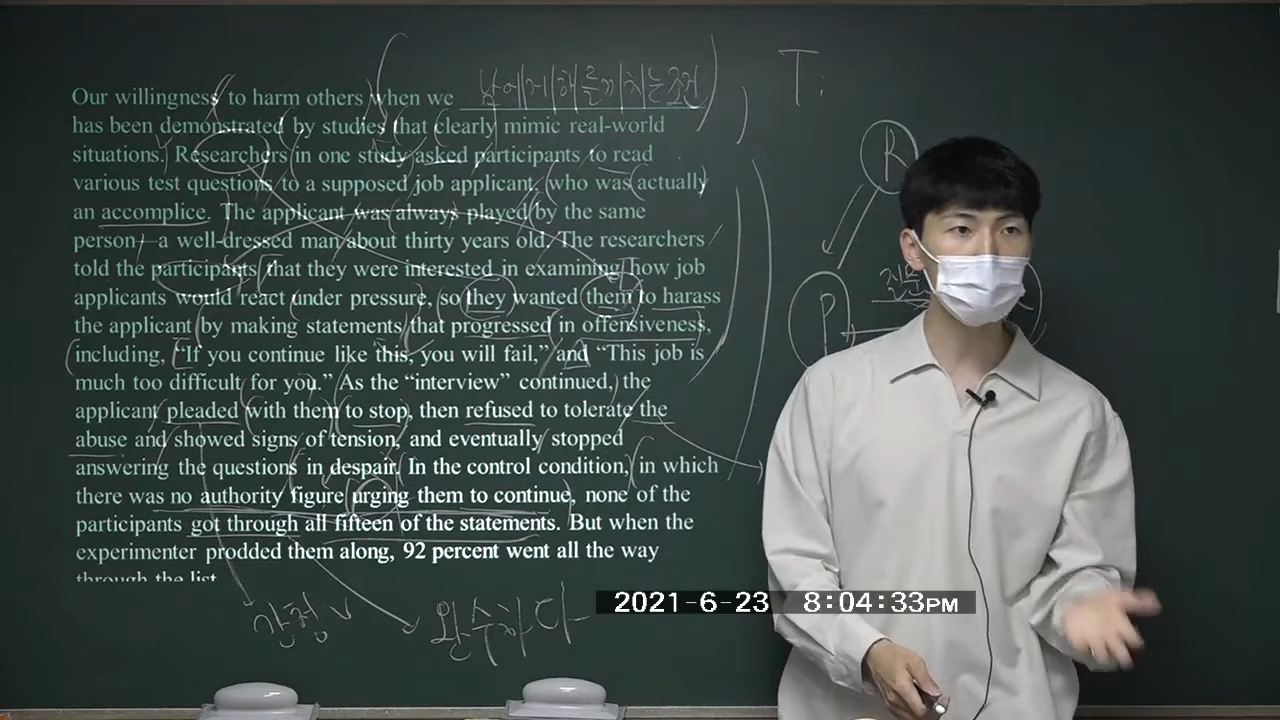 Our willingness to harm others when we 남에게 해를 끼치는 조건
has been demonstrated by studies that clearly mimic real-world
situations. Researchers in one study asked participants to read
various test questions to a supposed job applicant, who was actually
an accomplice. The applicant was always played by the same
person— a well-dressed man about thirty years old. The researchers
told the participants that they were interested in examining how job
applicants would react under pressure, so they wanted them to harass
the applicant by making statements that progressed in offensiveness,
including, “If you continue like this, you will fail,” and “This job is
much too difficult for you.” As the “interview” continued, the
applicant pleaded with them to stop, then refused to tolerate the
abuse and showed signs of tension, and eventually stopped
answering the questions in despair. In the control condition, in which
there was no authority figure urging them to continue, none of the
participants got through all fifteen of the statements. But when the
experimenter prodded them along, 92 percent went all the way
through the list
T:
R
P
간청
완수하다
2021-6-23 8:04:33PM